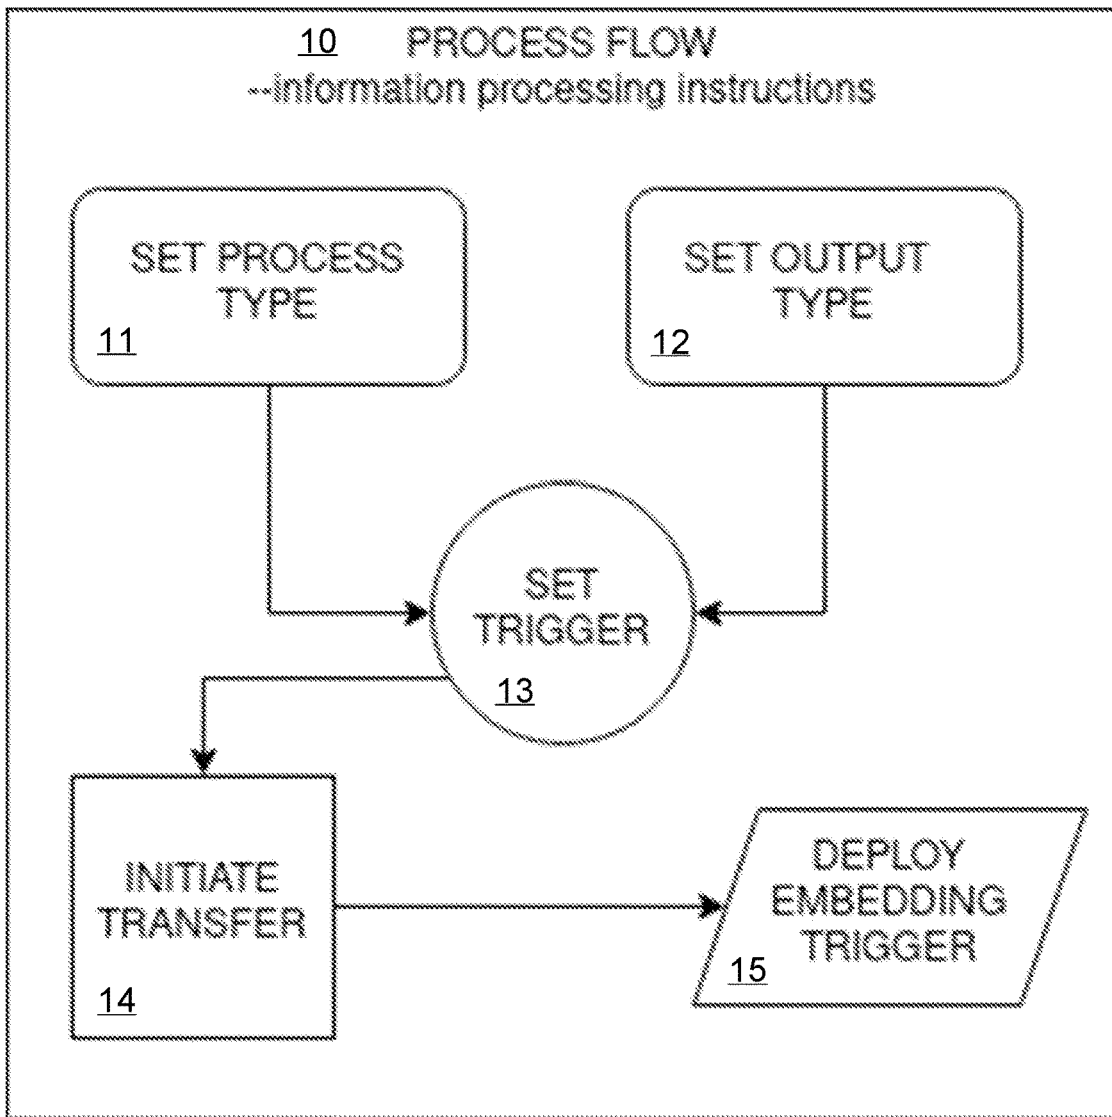 10 PROCESS FLOW
--information processing instructions
SET PROCESS
TYPE
11
SET OUTPUT
TYPE
12
SET
TRIGGER
13
INITIATE
TRANSFER
14
DEPLOY
EMBEDDING
TRIGGER
15